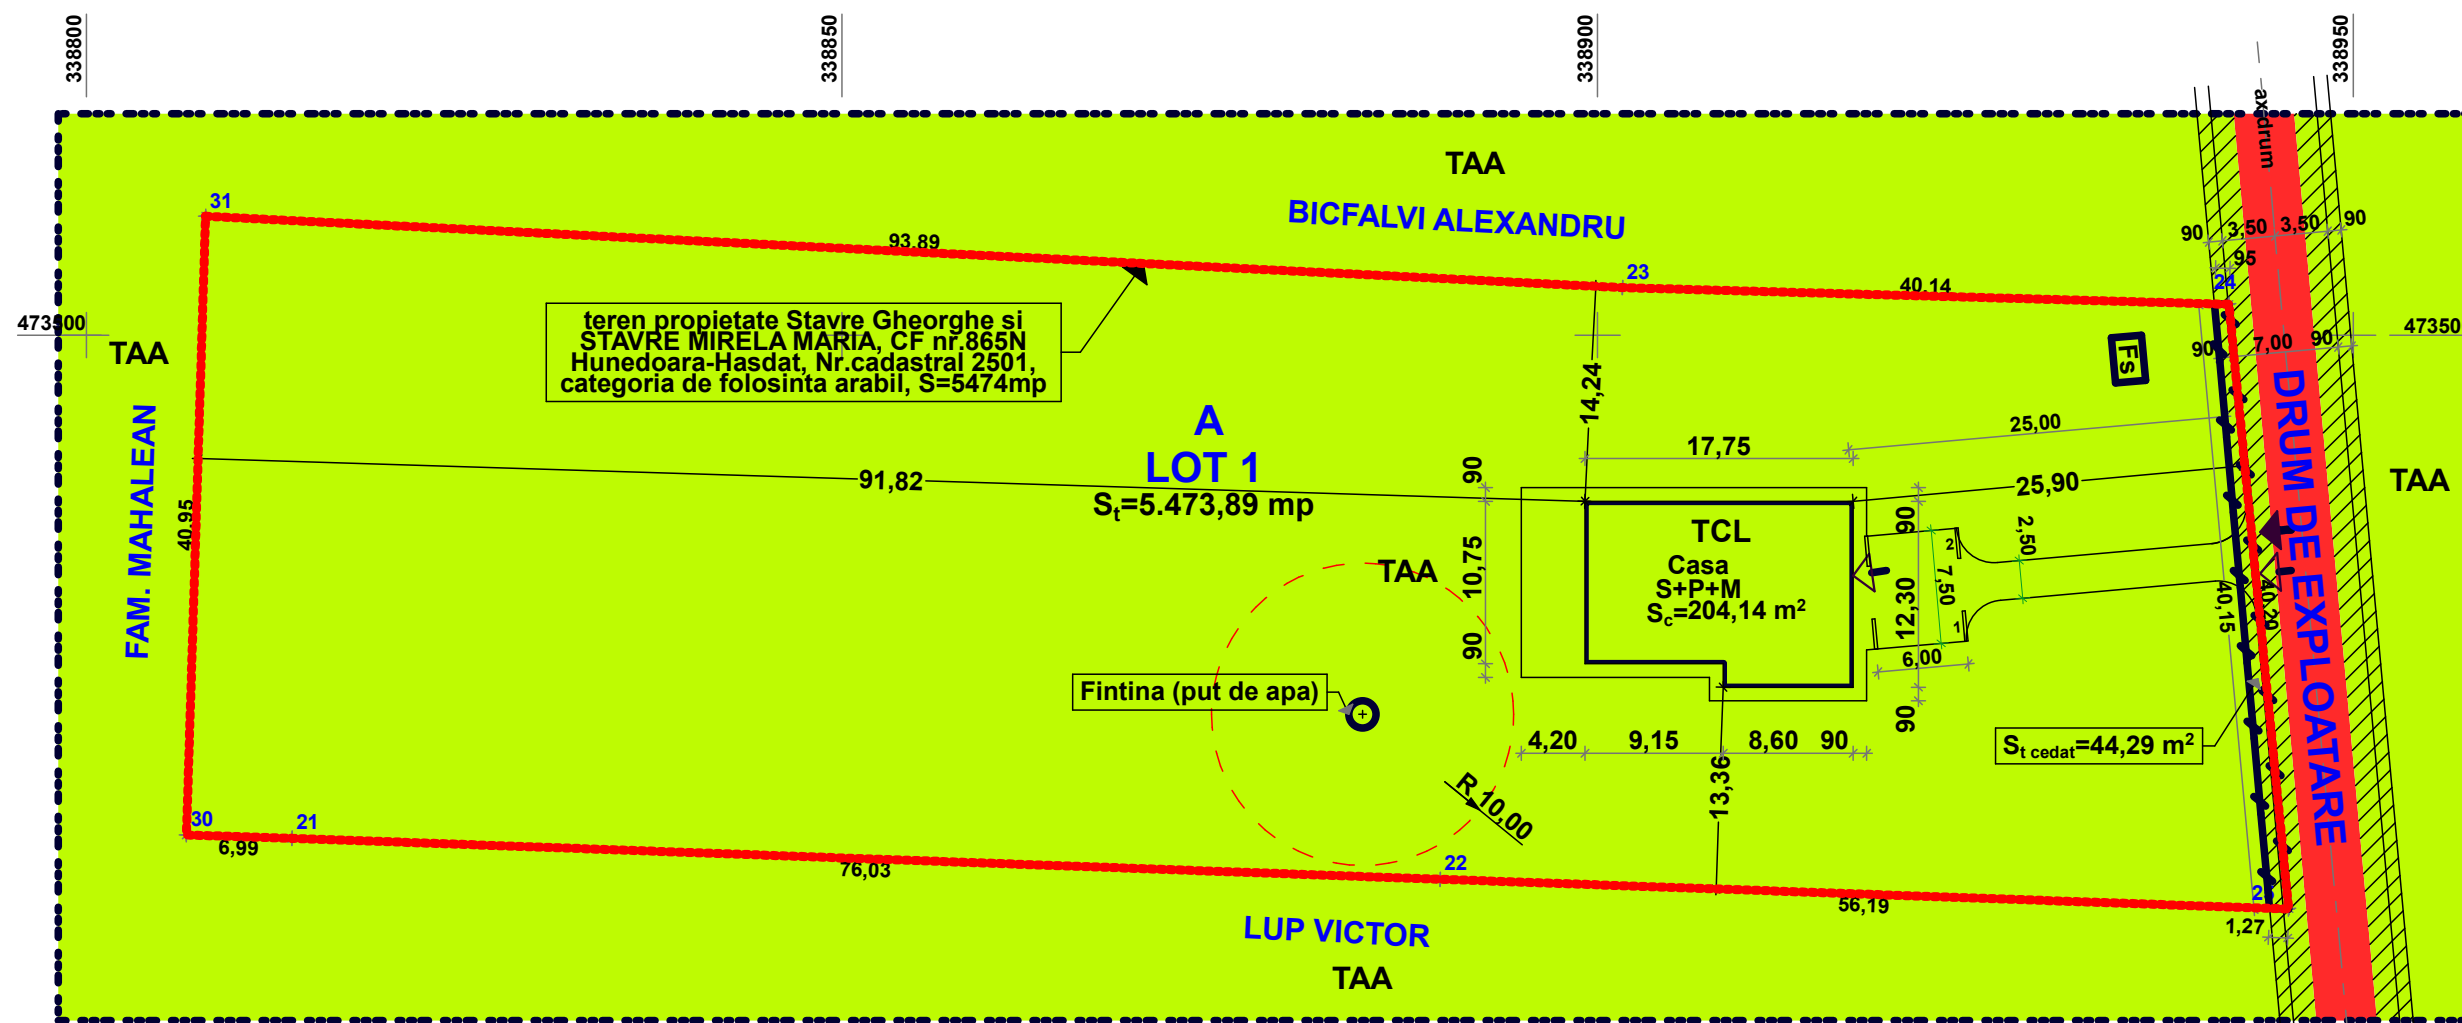 338800
338850
338900
338950
ax drum
TAA
BICFALVI ALEXANDRU
31
93,89
23
40,14
24
90
3,50
3,50
90
95
473500
47350
TAA
teren propietate Stavre Gheorghe si
STAVRE MIRELA MARIA, CF nr.865N
Hunedoara-Hasdat, Nr.cadastral 2501,
categoria de folosinta arabil, S=5474mp
14,24
Fs
90
7,00
90
A
LOT 1
St=5.473,89 mp
17,75
25,00
25,90
91,82
FAM. MAHALEAN
40,95
DRUM DE EXPLOATARE
TAA
90
10,75
90
TAA
TCL
Casa
S+P+M
Sc=204,14 m²
90
12,30
90
2
7,50
1
2,50
6,00
40,15
40,20
Fintina (put de apa)
4,20
9,15
8,60
90
13,36
R 10,00
St cedat=44,29 m²
30
6,99
21
76,03
22
56,19
2
1,27
LUP VICTOR
TAA